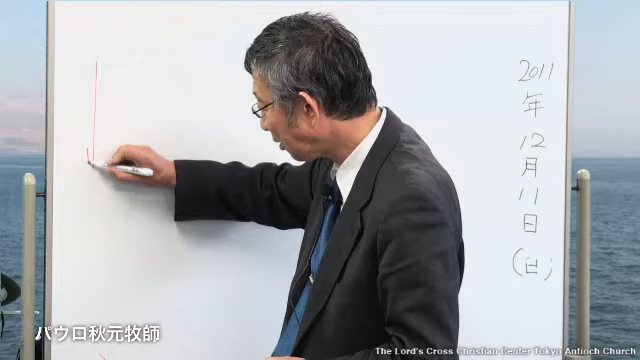 2011
年
12
月
11
日
(日)
パウロ秋元牧師
The Lord's Cross Christian Center Tokyo Antioch Church